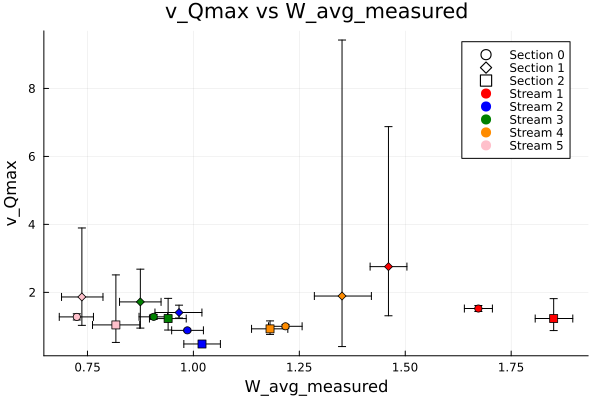 v_Qmax vs W_avg_measured
v_Qmax
8
6
4
2
0.75 1.00 1.25 1.50 1.75
W_avg_measured
Section 0
Section 1
Section 2
Stream 1
Stream 2
Stream 3
Stream 4
Stream 5